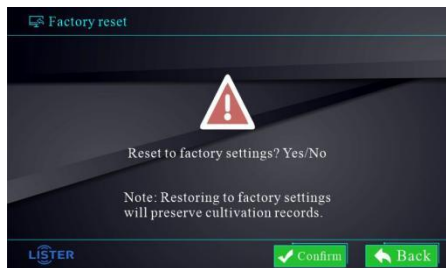 Factory reset
Reset to factory settings? Yes/No
Note: Restoring to factory settings
will preserve cultivation records.
LISTER
Confirm
Back